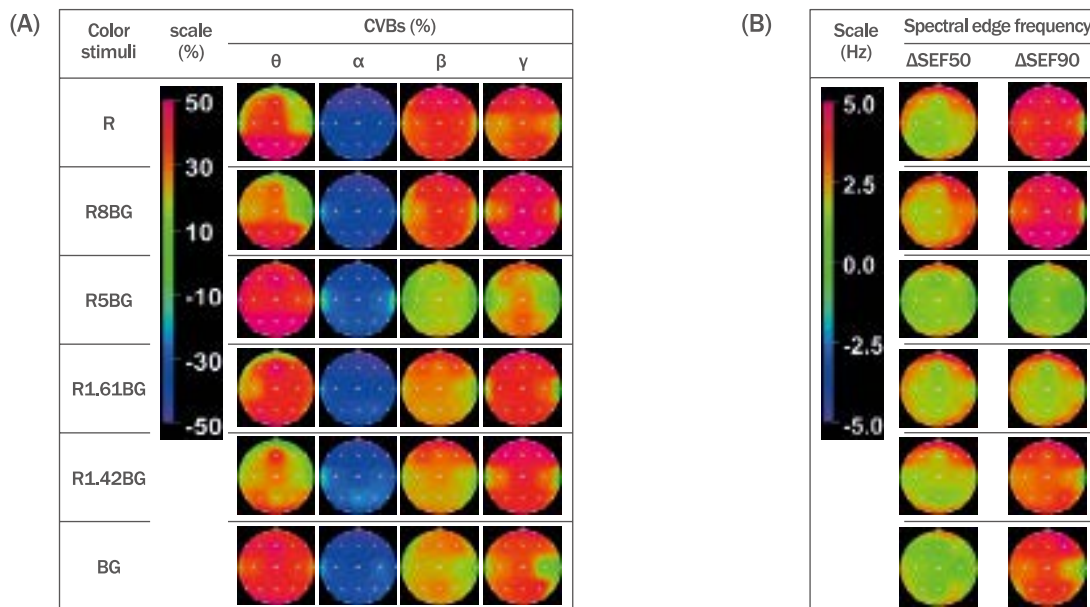 (A)
Color
stimuli
scale
(%)
CVBs (%)
θ α β γ
R
R8BG
R5BG
R1.61BG
R1.42BG
BG
50
30
10
-10
-30
-50
(B)
Scale
(Hz)
Spectral edge frequency
ΔSEF50 ΔSEF90
5.0
2.5
0.0
-2.5
-5.0